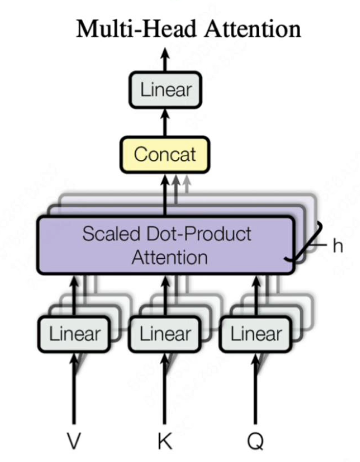 Multi-Head Attention
Linear
Concat
Scaled Dot-Product
Attention
h
Linear Linear Linear
V K Q